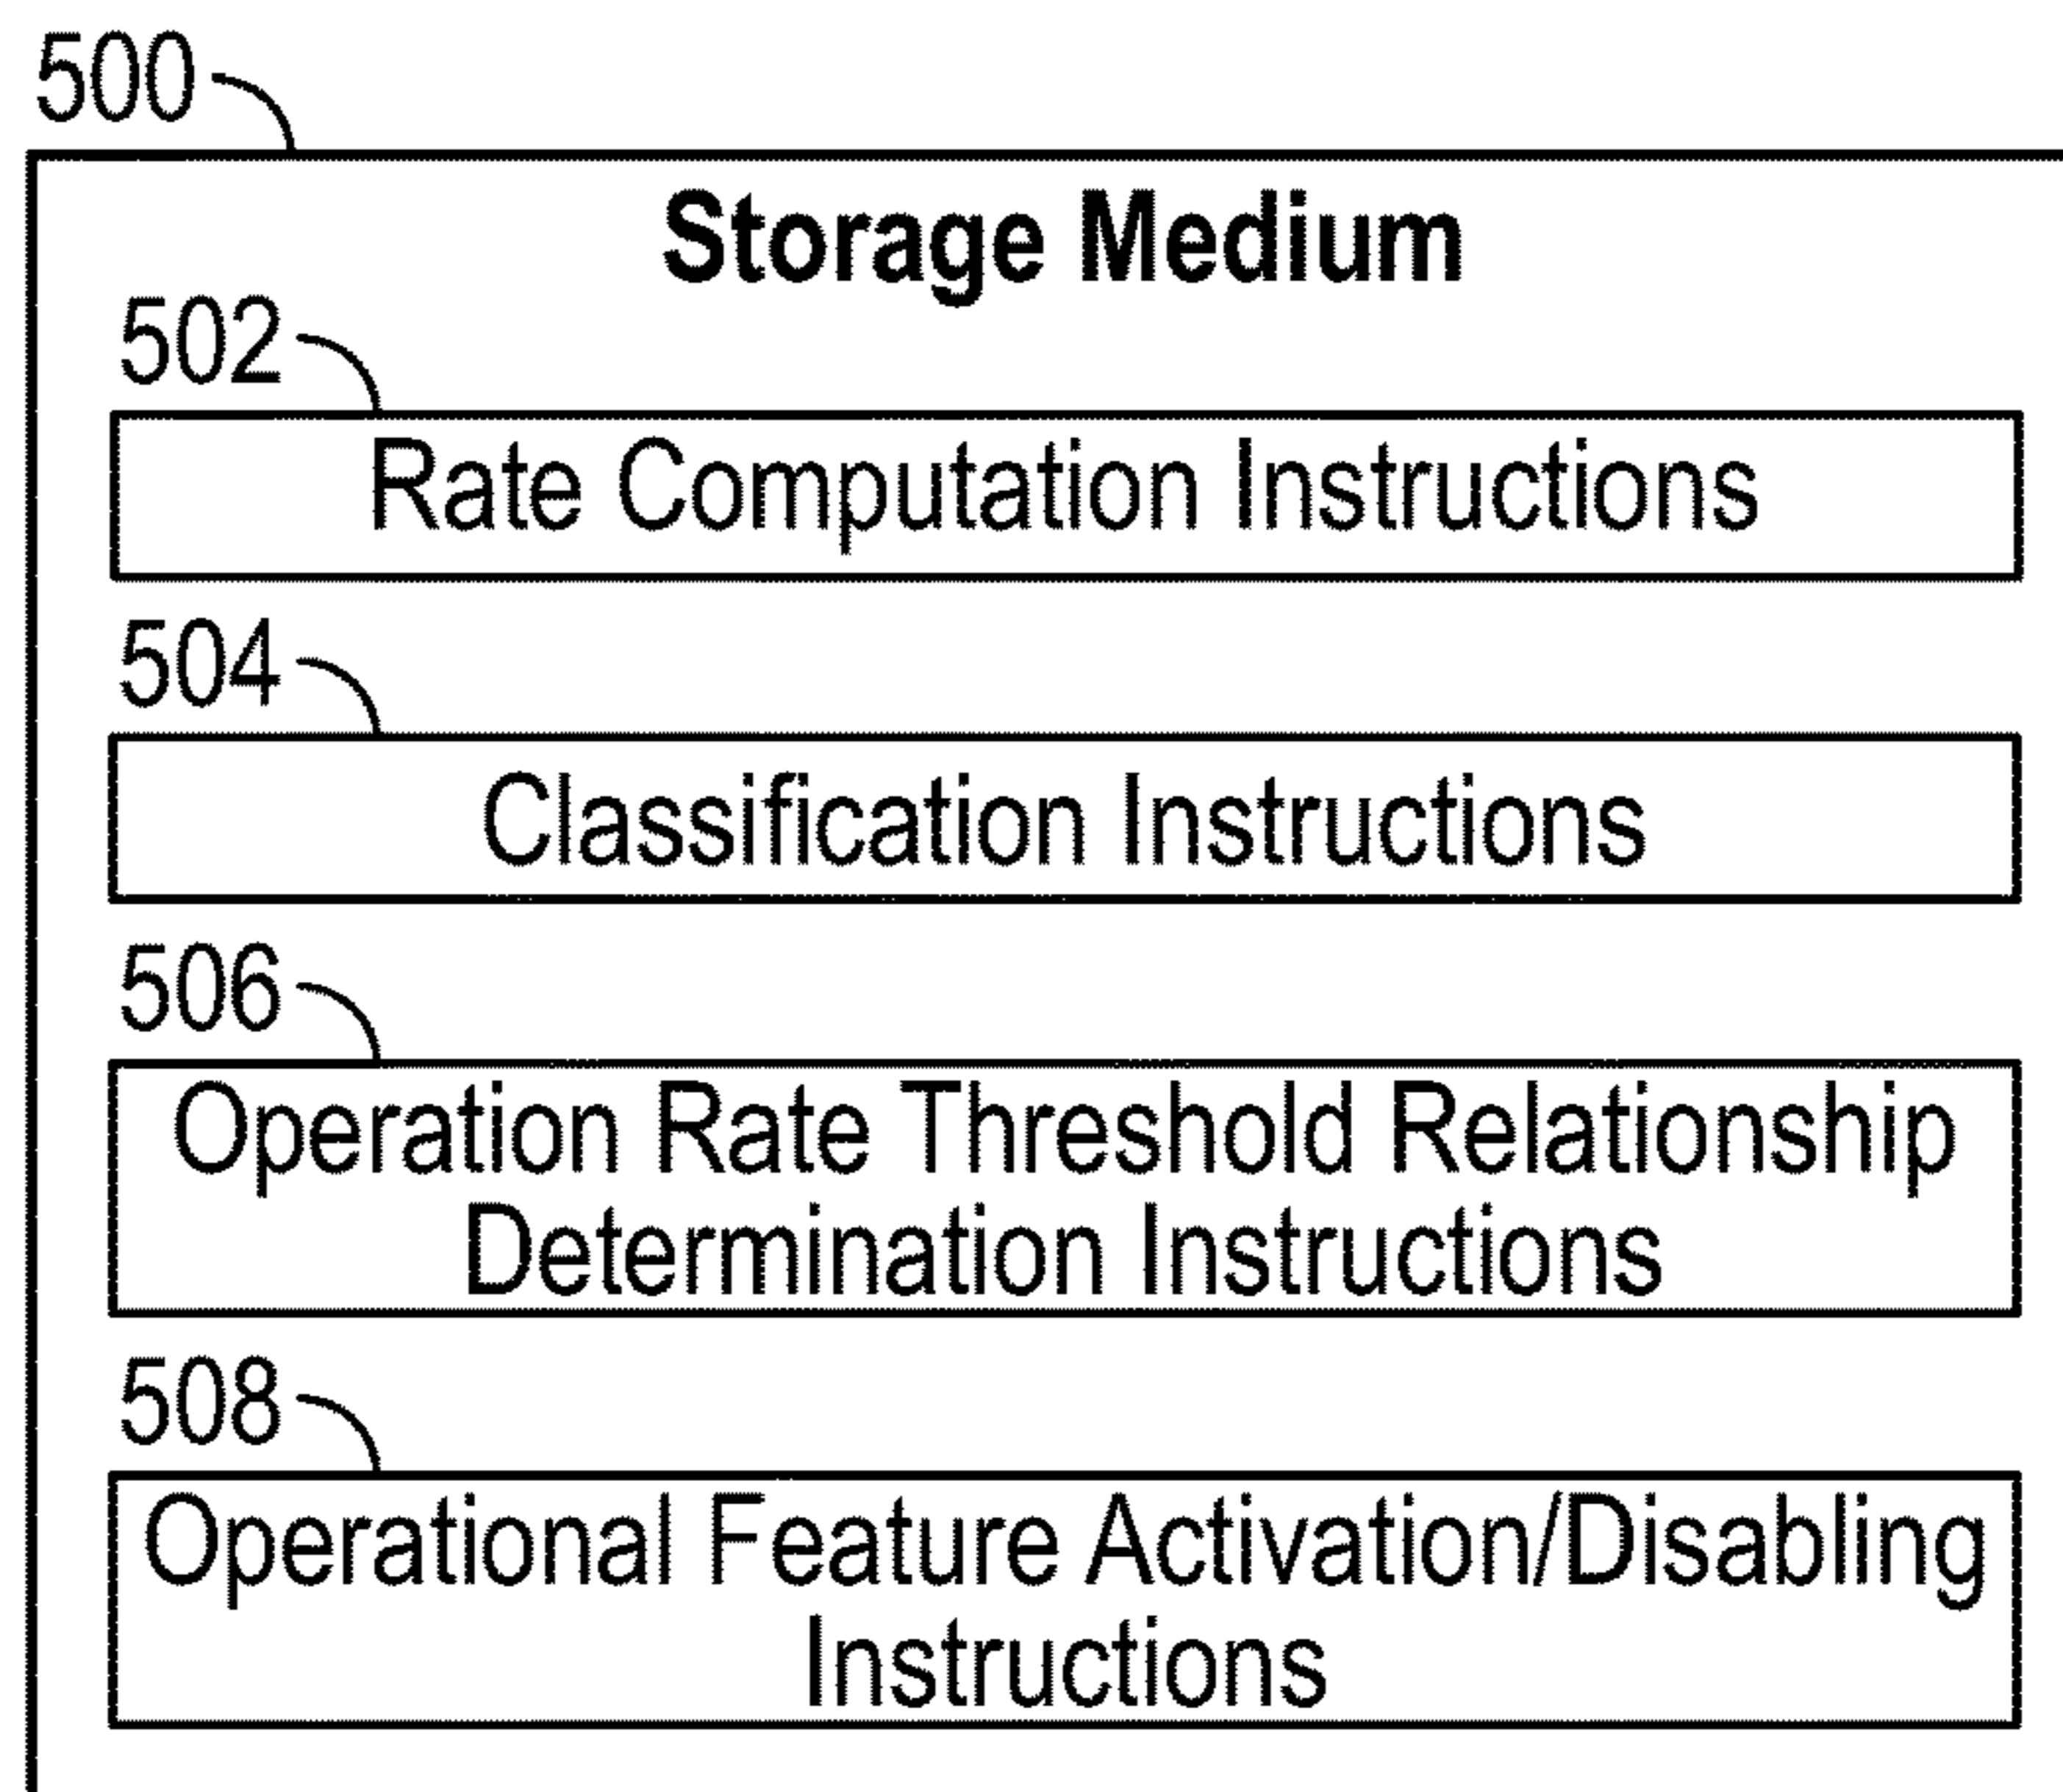 500
Storage Medium
502
Rate Computation Instructions
504
Classification Instructions
506
Operation Rate Threshold Relationship
Determination Instructions
508
Operational Feature Activation/Disabling
Instructions